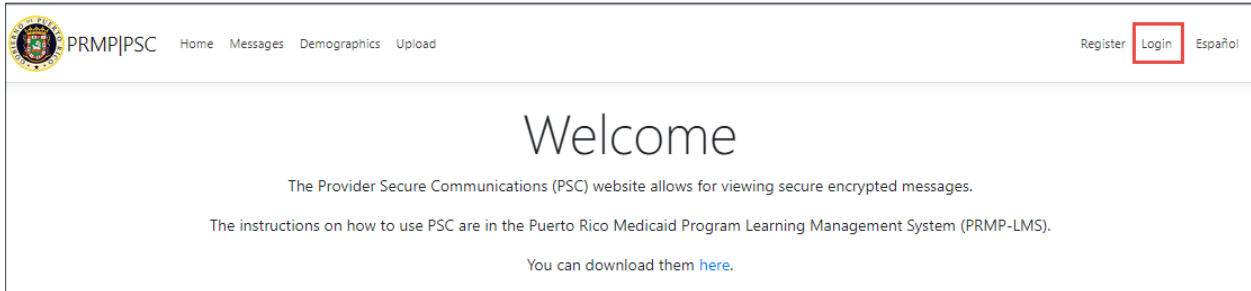 PRMP|PSC Home Messages Demographics Upload Register Login Español
Welcome
The Provider Secure Communications (PSC) website allows for viewing secure encrypted messages.
The instructions on how to use PSC are in the Puerto Rico Medicaid Program Learning Management System (PRMP-LMS).
You can download them here.